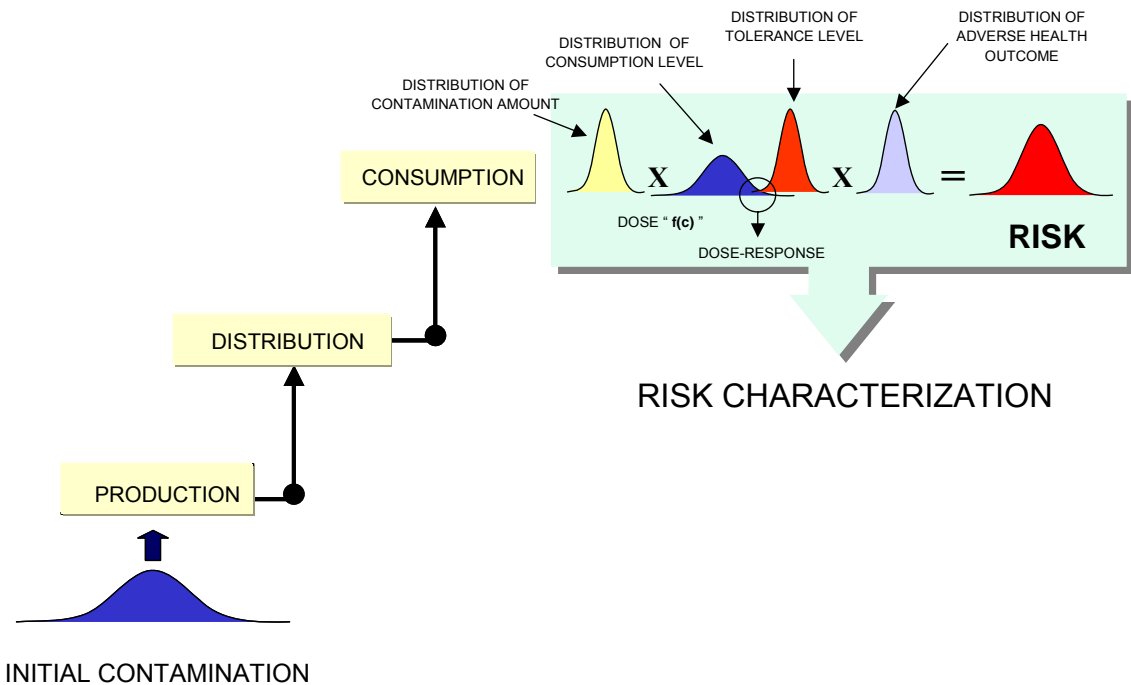 DISTRIBUTION OF
TOLERANCE LEVEL
DISTRIBUTION OF
ADVERSE HEALTH
OUTCOME
DISTRIBUTION OF
CONSUMPTION LEVEL
DISTRIBUTION OF
CONTAMINATION AMOUNT
CONSUMPTION
X
X
=
DOSE “ f(c) ”
DOSE-RESPONSE
RISK
DISTRIBUTION
RISK CHARACTERIZATION
PRODUCTION
INITIAL CONTAMINATION